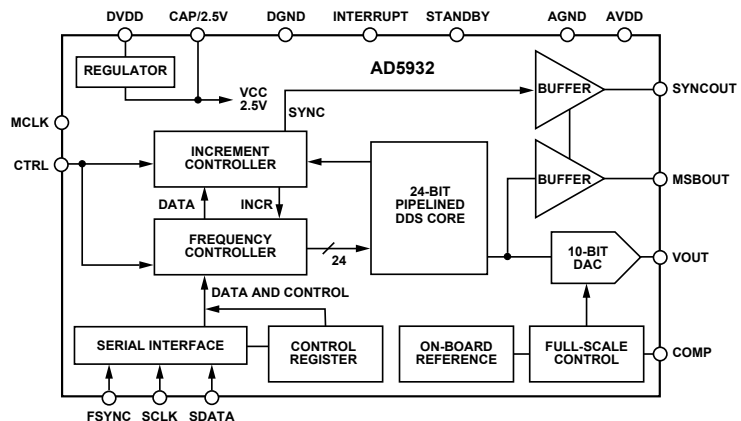 DVDD CAP/2.5V DGND INTERRUPT STANDBY AGND AVDD
REGULATOR
AD5932
VCC
2.5V
BUFFER
SYNCOUT
SYNC
MCLK
CTRL
INCREMENT
CONTROLLER
24-BIT
PIPELINED
DDS CORE
BUFFER
MSBOUT
DATA
INCR
FREQUENCY
CONTROLLER
24
10-BIT
DAC
VOUT
DATA AND CONTROL
SERIAL INTERFACE
CONTROL
REGISTER
ON-BOARD
REFERENCE
FULL-SCALE
CONTROL
COMP
FSYNC SCLK SDATA